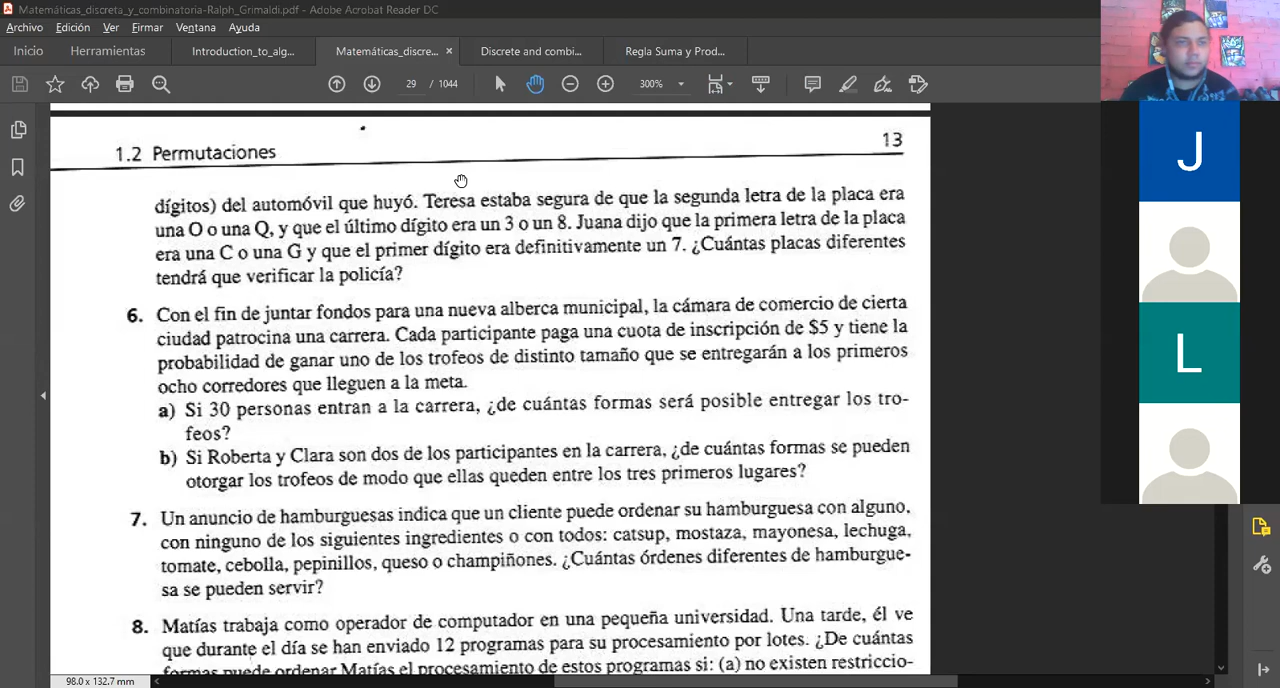 Matemáticas_discreta_y_combinatoria-Ralph_Grimaldi.pdf - Adobe Acrobat Reader DC
Archivo Edición Ver Firmar Ventana Ayuda
Inicio Herramientas Introduction_to_alg... Matemáticas_discre... × Discrete and combi... Regla Suma y Prod...
29 / 1044 300%
1.2 Permutaciones 13
dígitos) del automóvil que huyó. Teresa estaba segura de que la segunda letra de la placa era
una O o una Q, y que el último dígito era un 3 o un 8. Juana dijo que la primera letra de la placa
era una C o una G y que el primer dígito era definitivamente un 7. ¿Cuántas placas diferentes
tendrá que verificar la policía?
6. Con el fin de juntar fondos para una nueva alberca municipal, la cámara de comercio de cierta
ciudad patrocina una carrera. Cada participante paga una cuota de inscripción de $5 y tiene la
probabilidad de ganar uno de los trofeos de distinto tamaño que se entregarán a los primeros
ocho corredores que lleguen a la meta.
a) Si 30 personas entran a la carrera, ¿de cuántas formas será posible entregar los tro-
feos?
b) Si Roberta y Clara son dos de los participantes en la carrera, ¿de cuántas formas se pueden
otorgar los trofeos de modo que ellas queden entre los tres primeros lugares?
7. Un anuncio de hamburguesas indica que un cliente puede ordenar su hamburguesa con alguno,
con ninguno de los siguientes ingredientes o con todos: catsup, mostaza, mayonesa, lechuga,
tomate, cebolla, pepinillos, queso o champiñones. ¿Cuántas órdenes diferentes de hamburgue-
sa se pueden servir?
8. Matías trabaja como operador de computador en una pequeña universidad. Una tarde, él ve
que durante el día se han enviado 12 programas para su procesamiento por lotes. ¿De cuántas
formas puede ordenar Matías el procesamiento de estos programas si: (a) no existen restriccio-
98.0 x 132.7 mm
J
L